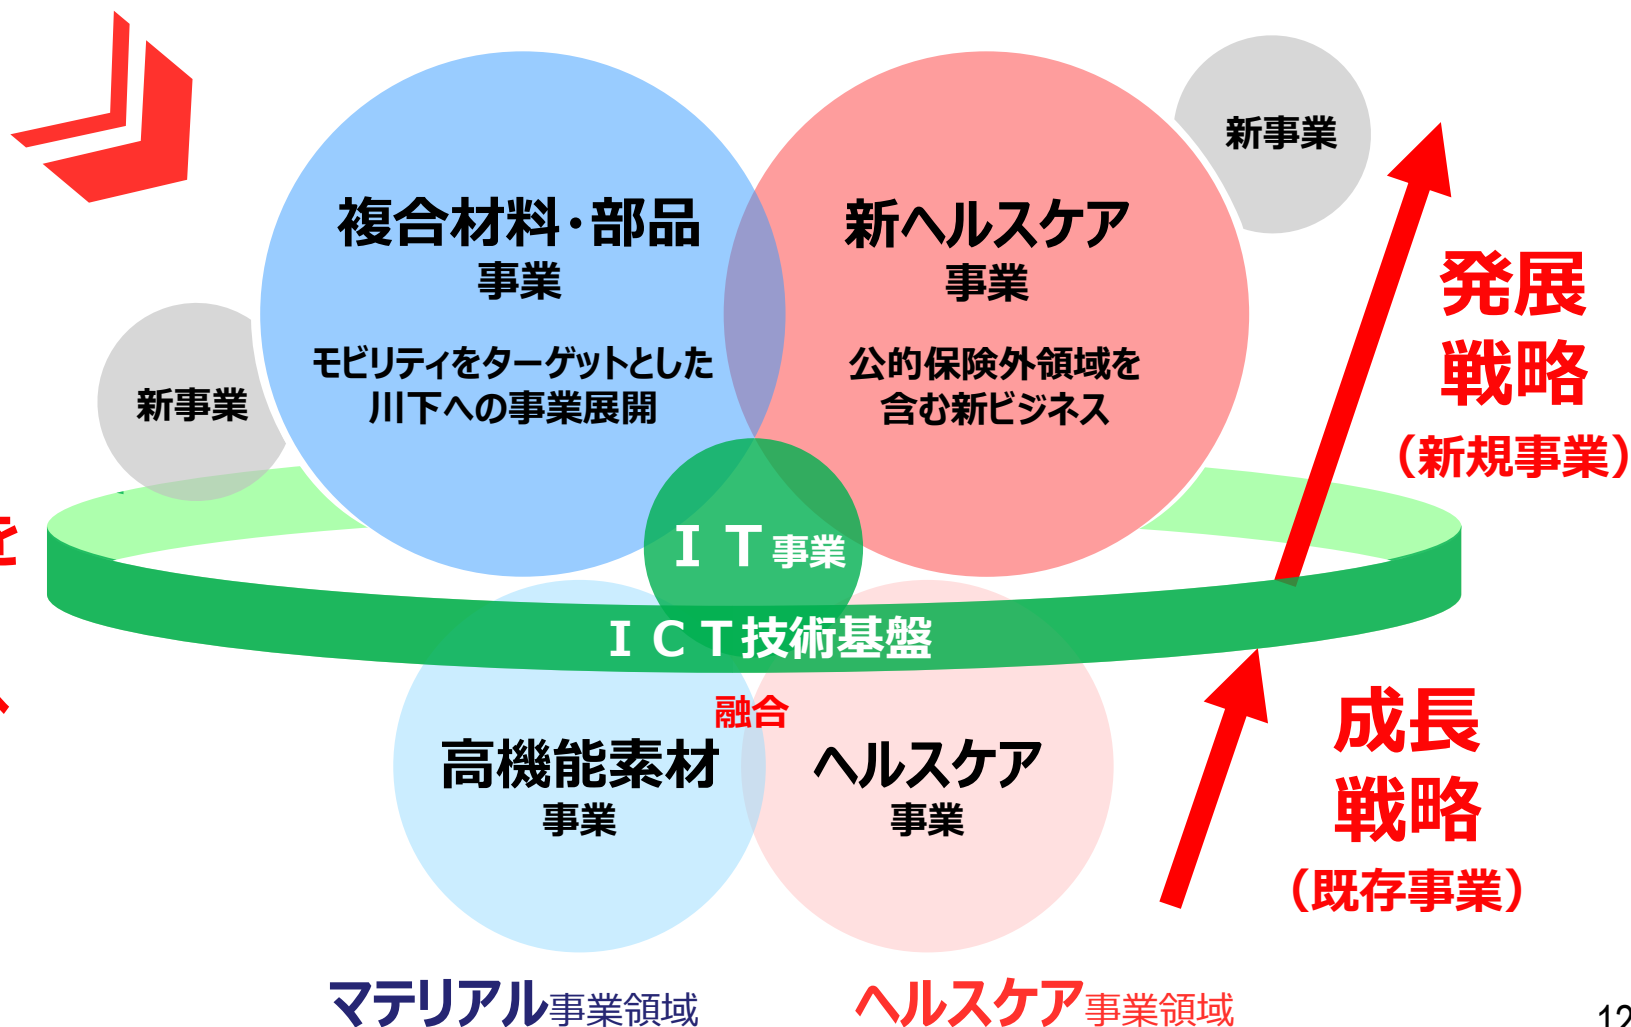 新事業
複合材料・部品
事業
モビリティをターゲットとした
川下への事業展開
新ヘルスケア
事業
公的保険外領域を
含む新ビジネス
新事業
発展
戦略
（新規事業）
を
ＩＴ事業
ＩＣＴ技術基盤
融合
高機能素材
事業
ヘルスケア
事業
成長
戦略
（既存事業）
マテリアル事業領域
ヘルスケア事業領域
12